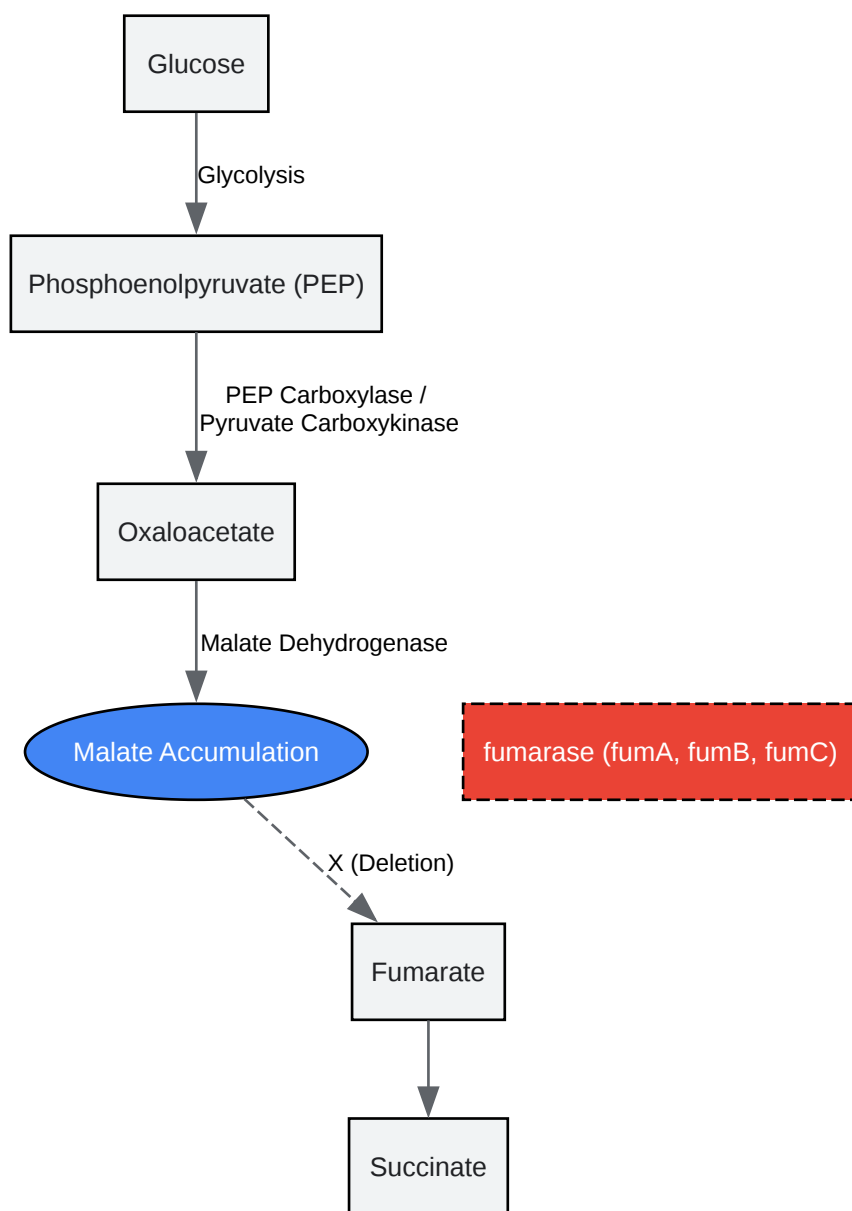 Glucose
Glycolysis
Phosphoenolpyruvate (PEP)
PEP Carboxylase /
Pyruvate Carboxykinase
Oxaloacetate
Malate Dehydrogenase
Malate Accumulation
fumarase (fumA, fumB, fumC)
X (Deletion)
Fumarate
Succinate